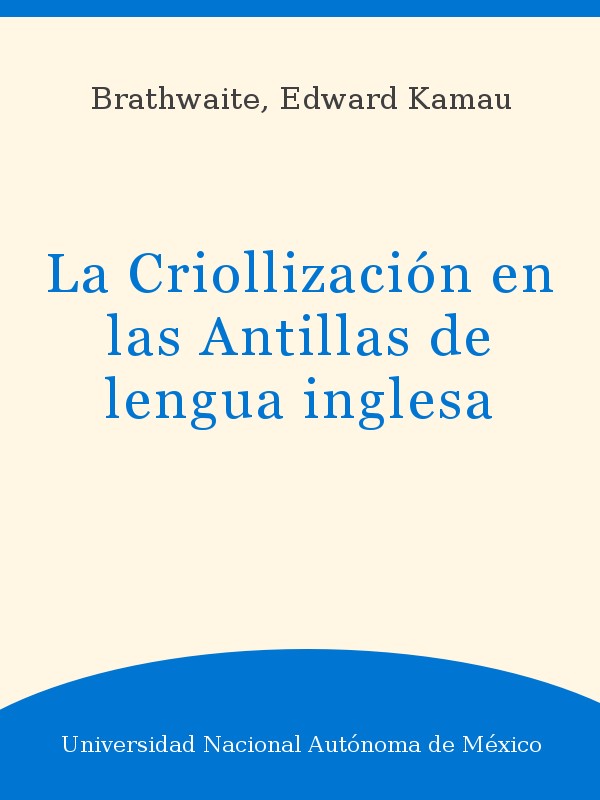 Brathwaite, Edward Kamau
La Criollización en
las Antillas de
lengua inglesa
Universidad Nacional Autónoma de México